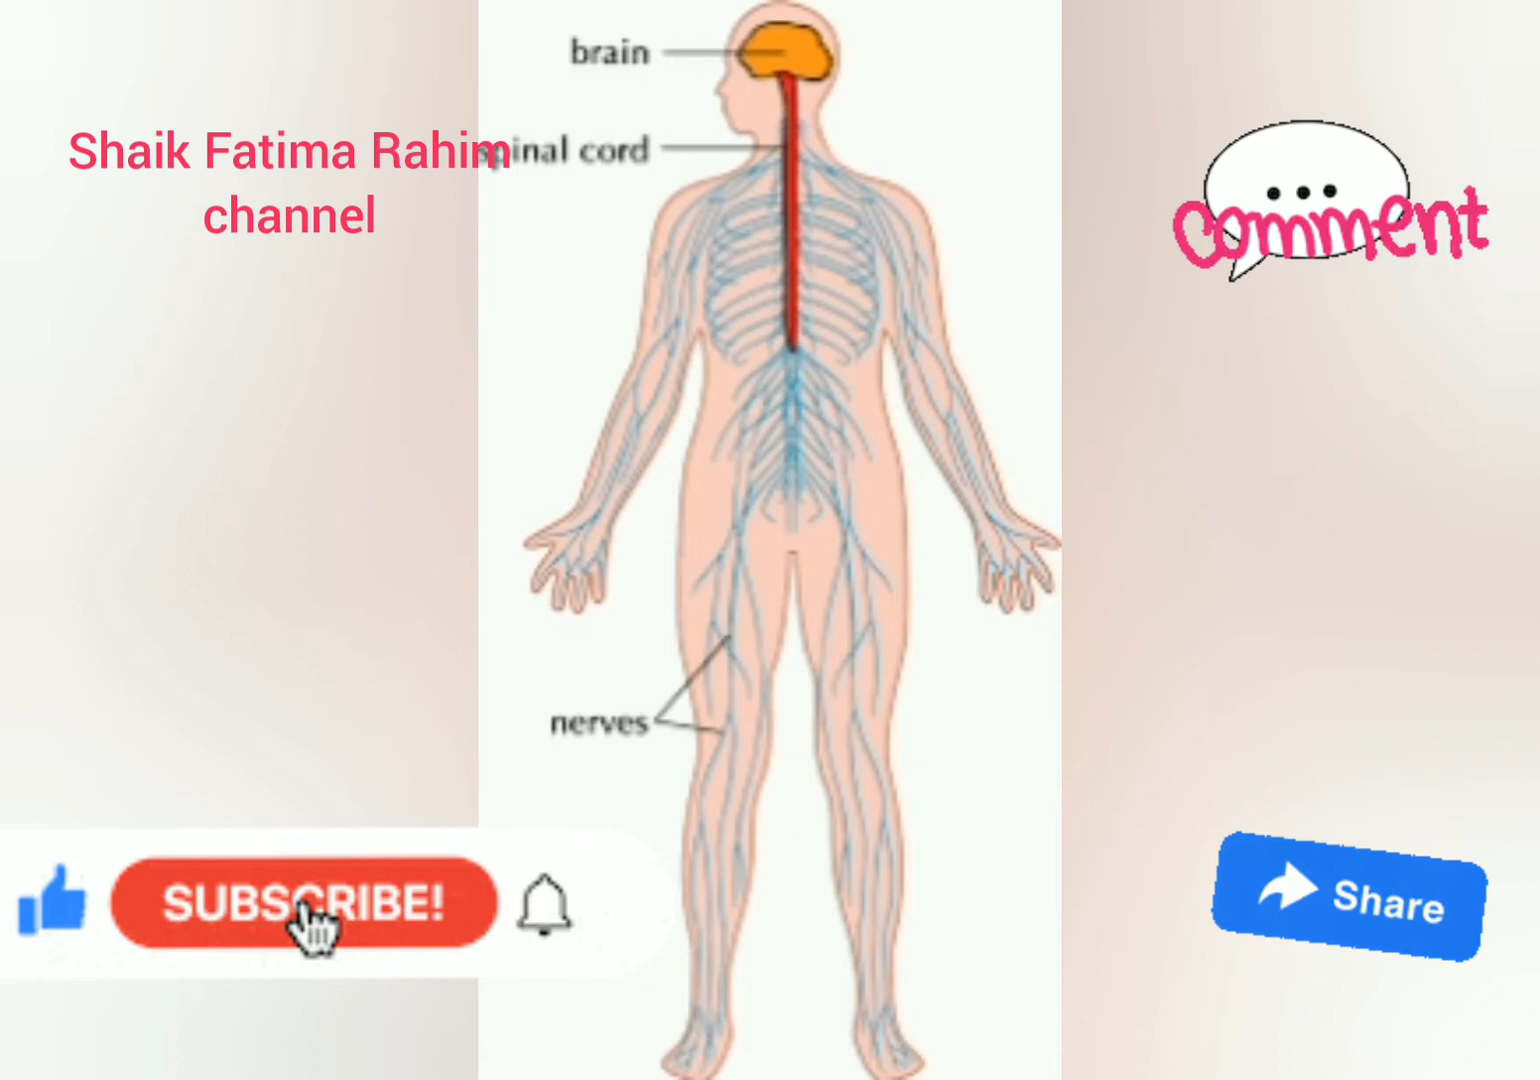 brain
Shaik Fatima Rahim
channel
spinal cord
comment
nerves
SUBSCRIBE!
Share